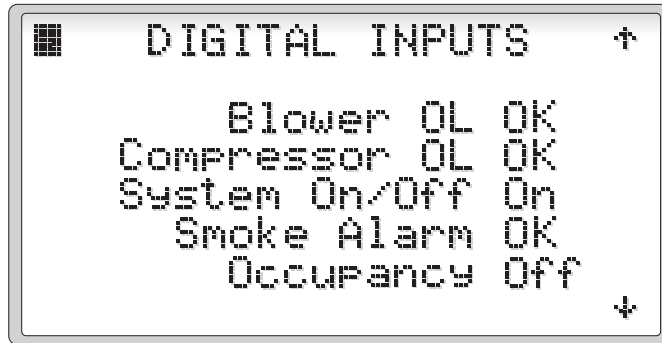 DIGITAL INPUTS ↑
Blower OL OK
Compressor OL OK
System On/Off On
Smoke Alarm OK
Occupancy Off
↓